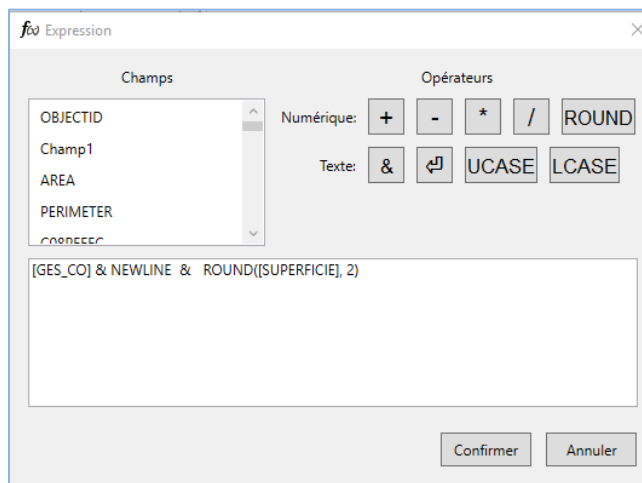 f(x) Expression
Champs
Opérateurs
OBJECTID
Champ1
AREA
PERIMETER
Numérique: + - * / ROUND
Texte: & ⏎ UCASE LCASE
[GES_CO] & NEWLINE  &   ROUND([SUPERFICIE], 2)
Confirmer
Annuler